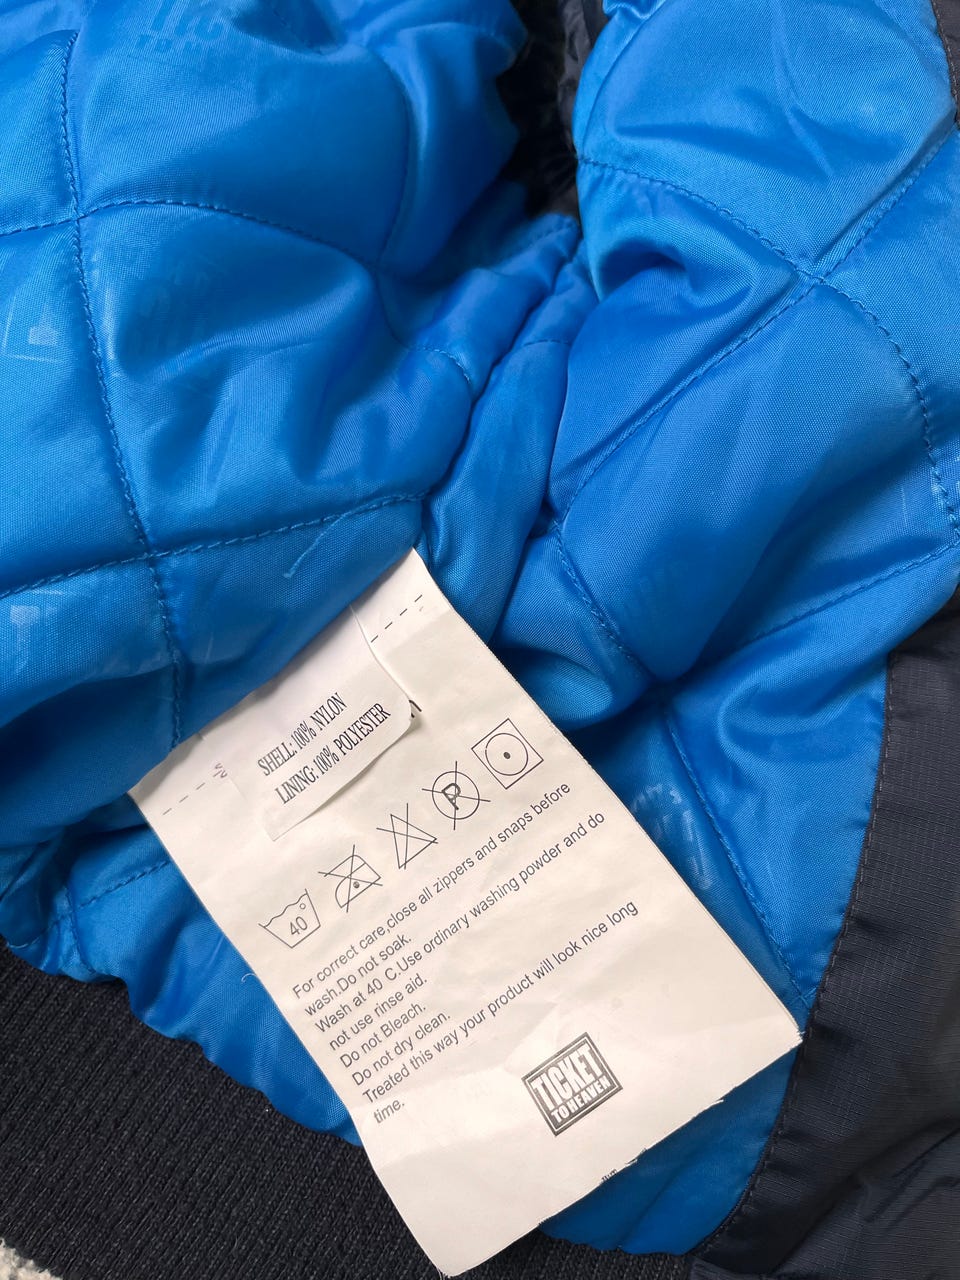 SHELL: 100% NYLON
LINING: 100% POLYESTER
40
P
For correct care,close all zippers and snaps before
wash.Do not soak.
Wash at 40 C.Use ordinary washing powder and do
not use rinse aid.
Do not Bleach.
Do not dry clean.
Treated this way your product will look nice long
time.
TICKET
TO HEAVEN